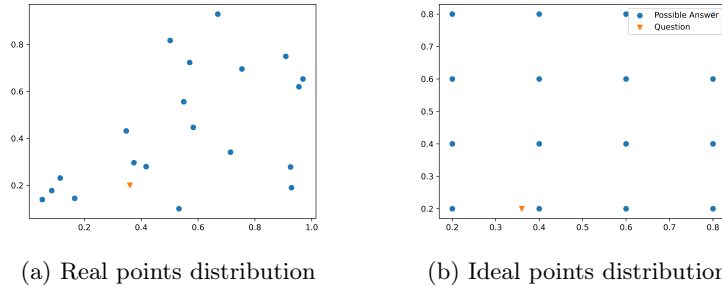 0.8
0.6
0.4
0.2
0.2 0.4 0.6 0.8 1.0
(a) Real points distribution
Possible Answer
Question
0.8
0.7
0.6
0.5
0.4
0.3
0.2
0.2 0.3 0.4 0.5 0.6 0.7 0.8
(b) Ideal points distribution